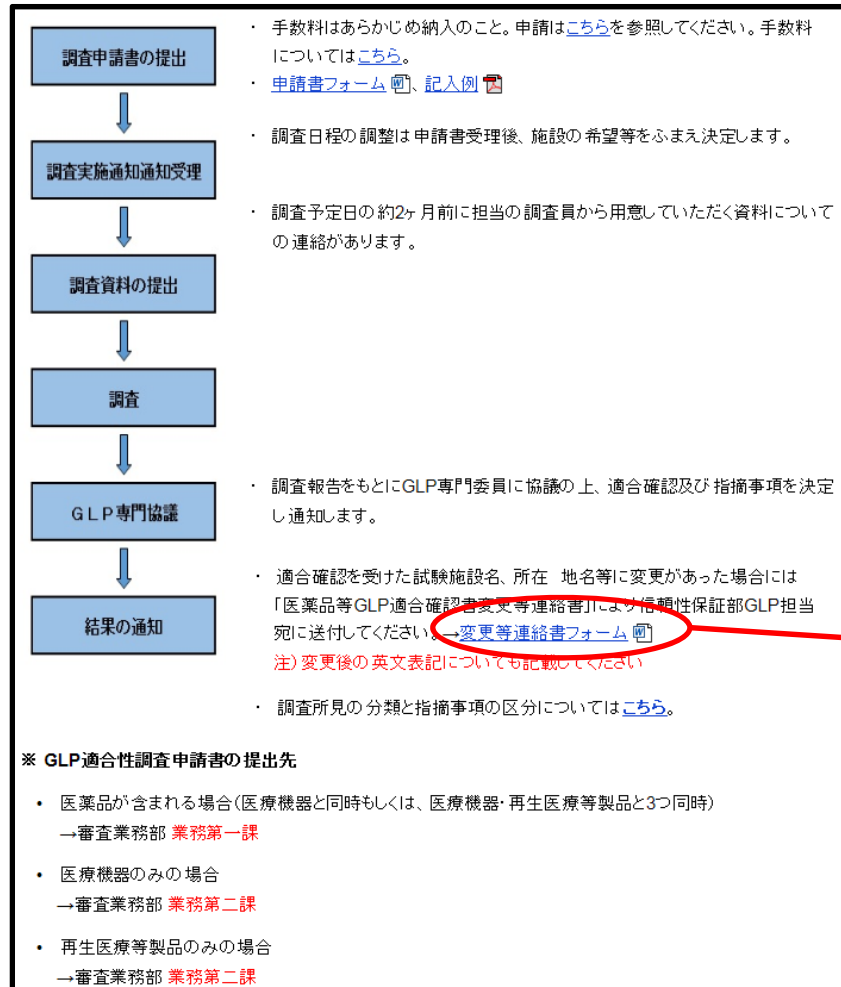 調査申請書の提出
・ 手数料はあらかじめ納入のこと。申請はこちらを参照してください。手数料
についてはこちら。
・ 申請書フォーム、記入例
・ 調査日程の調整は申請書受理後、施設の希望等をふまえ決定します。
調査実施通知通知受理
・ 調査予定日の約2ヶ月前に担当の調査員から用意していただく資料について
の連絡があります。
調査資料の提出
調査
・ 調査報告をもとにGLP専門委員に協議の上、適合確認及び指摘事項を決定
し通知します。
ＧＬＰ専門協議
・ 適合確認を受けた試験施設名、所在 地名等に変更があった場合には
「医薬品等GLP適合確認書変更等連絡書」により信頼性保証部GLP担当
宛に送付してください。→変更等連絡書フォーム
結果の通知
注）変更後の英文表記についても記載してください
・ 調査所見の分類と指摘事項の区分についてはこちら。
※ GLP適合性調査申請書の提出先
• 医薬品が含まれる場合（医療機器と同時もしくは、医療機器・再生医療等製品と3つ同時）
→審査業務部 業務第一課
• 医療機器のみの場合
→審査業務部 業務第二課
• 再生医療等製品のみの場合
→審査業務部 業務第二課